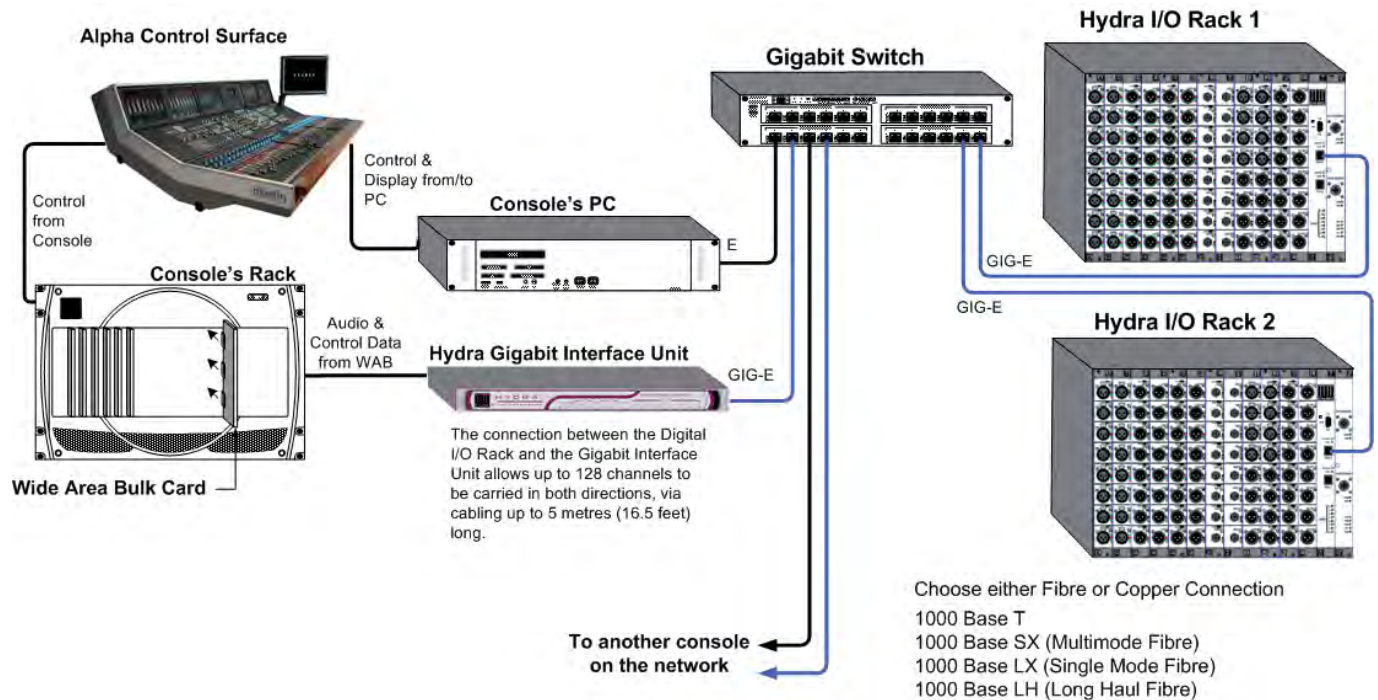 Alpha Control Surface
Control
from
Console
Control &
Display from/to
PC
Console's PC
E
Console's Rack
Audio &
Control Data
from WAB
Wide Area Bulk Card
Hydra Gigabit Interface Unit
HYDRA
GIG-E
The connection between the Digital
I/O Rack and the Gigabit Interface
Unit allows up to 128 channels to
be carried in both directions, via
cabling up to 5 metres (16.5 feet)
long.
Gigabit Switch
To another console
on the network
Hydra I/O Rack 1
GIG-E
GIG-E
Hydra I/O Rack 2
Choose either Fibre or Copper Connection
1000 Base T
1000 Base SX (Multimode Fibre)
1000 Base LX (Single Mode Fibre)
1000 Base LH (Long Haul Fibre)